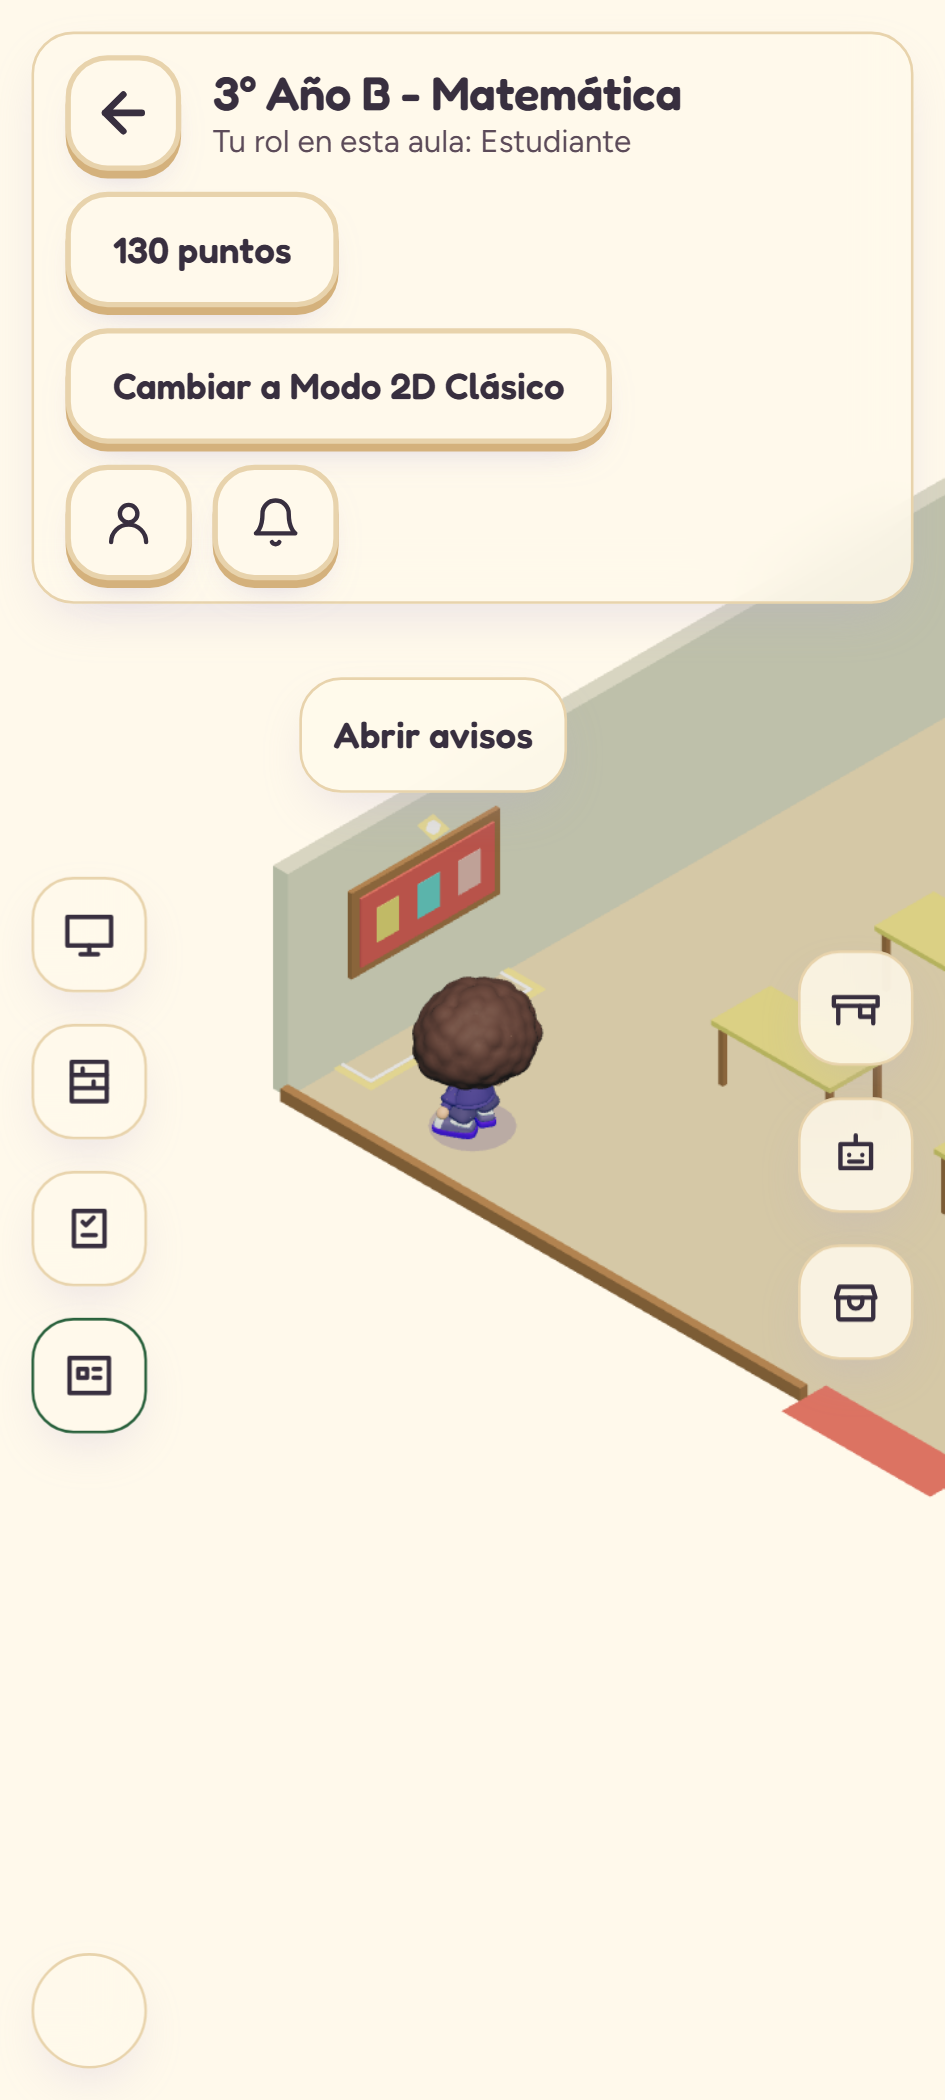 3° Año B - Matemática
Tu rol en esta aula: Estudiante
130 puntos
Cambiar a Modo 2D Clásico
Abrir avisos